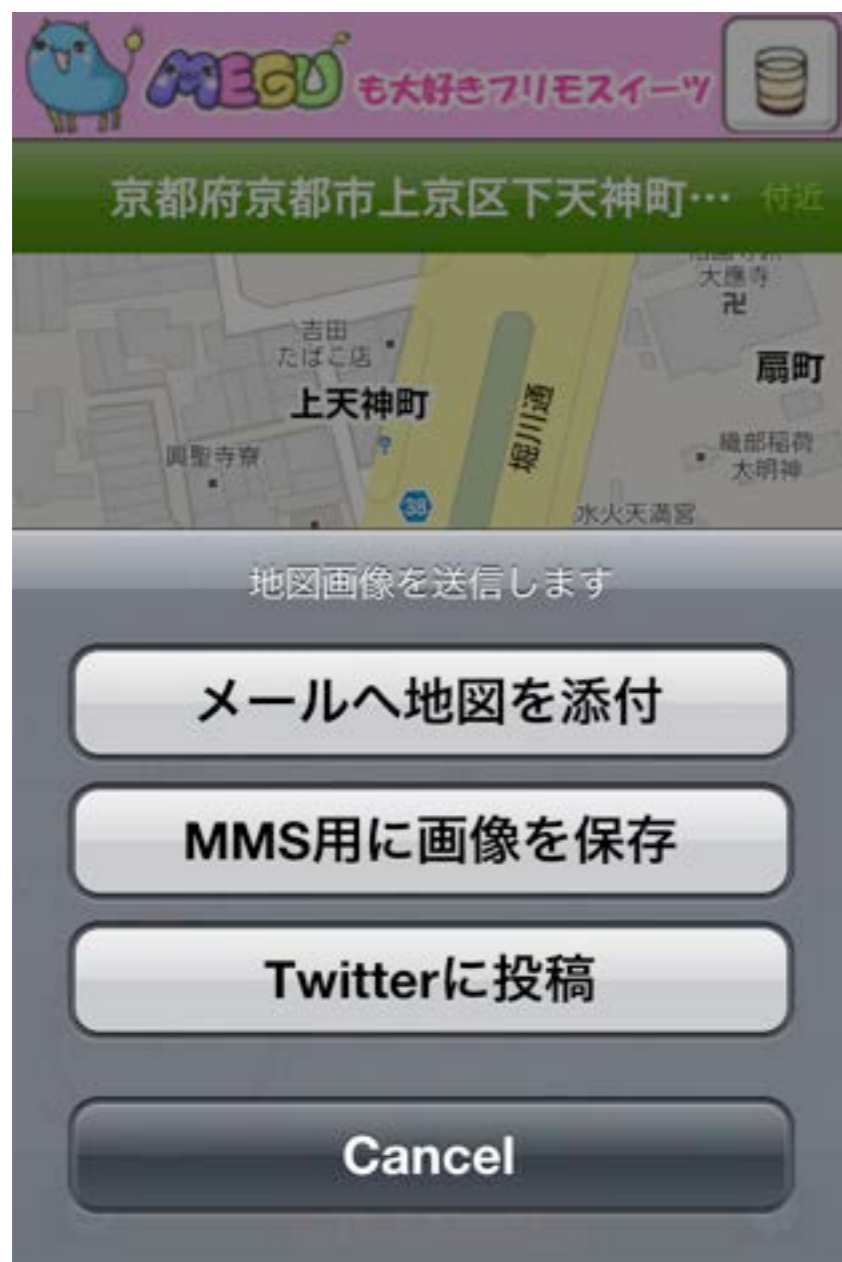 MEGU も大好きフリモスイーツ
京都府京都市上京区下天神町… 付近
大應寺
卍
吉田
たばこ店
扇町
上天神町
堀川通
興聖寺寮
織部稲荷
大明神
38
水火天満宮
地図画像を送信します
メールへ地図を添付
MMS用に画像を保存
Twitterに投稿
Cancel